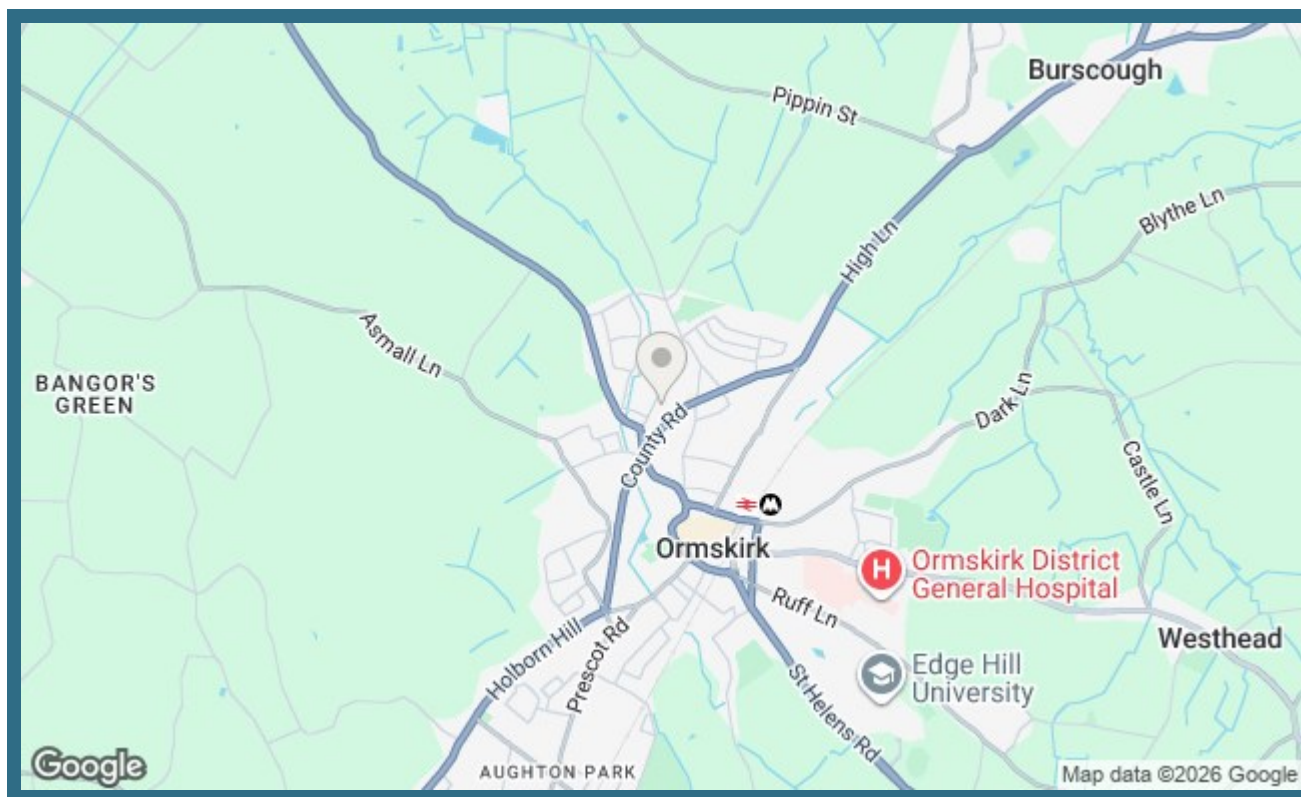 Burscough
Pippin St
Blythe Ln
High Ln
Asmall Ln
BANGOR'S
GREEN
Dark Ln
County Rd
Castle Ln
Ormskirk
H
Ormskirk District
General Hospital
Ruff Ln
Westhead
Holborn Hill
Prescot Rd
Edge Hill
University
St Helens Rd
AUGHTON PARK
Google
Map data ©2026 Google